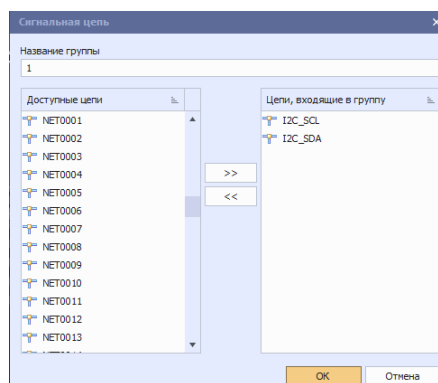 Сигнальная цепь
Название группы
1
Доступные цепи
NET0001
NET0002
NET0003
NET0004
NET0005
NET0006
NET0007
NET0008
NET0009
NET0010
NET0011
NET0012
NET0013
>>
<<
Цепи, входящие в группу
I2C_SCL
I2C_SDA
OK
Отмена